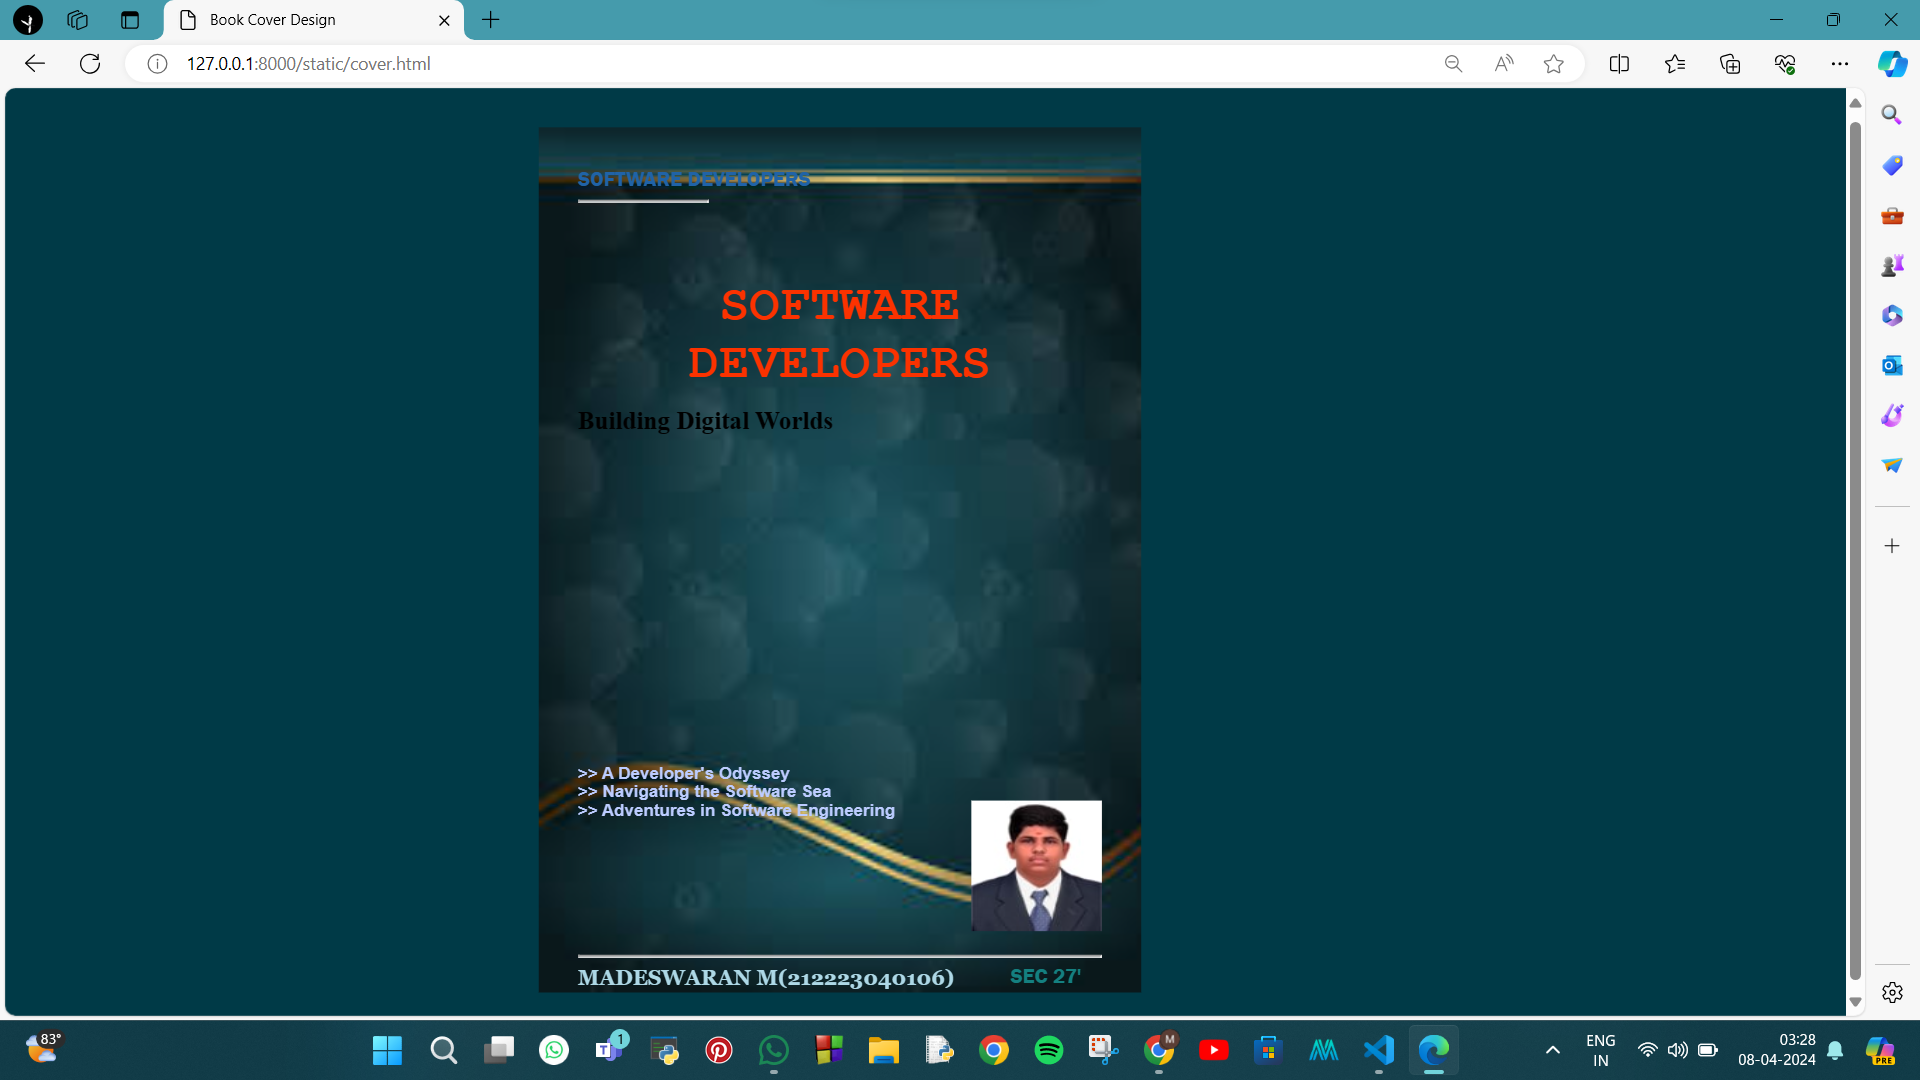 Book Cover Design
127.0.0.1:8000/static/cover.html
SOFTWARE DEVELOPERS
SOFTWARE
DEVELOPERS
Building Digital Worlds
>> A Developer's Odyssey
>> Navigating the Software Sea
>> Adventures in Software Engineering
MADESWARAN M(212223040106)
SEC 27'
83°
1
M
ENG
IN
03:28
08-04-2024
PRE